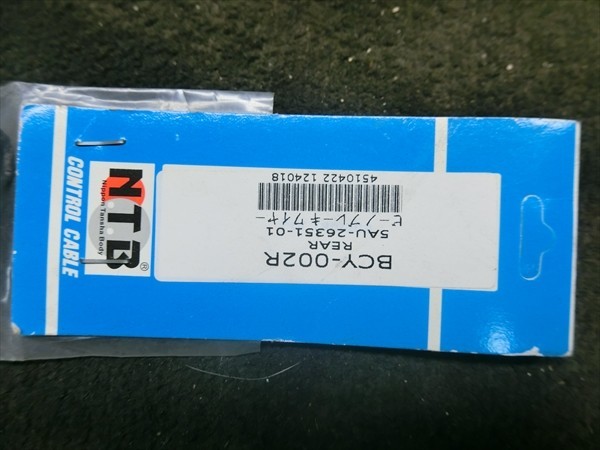 CONTROL CABLE
NTB®
Nippon Tansha Body
BCY-002R
REAR
5AU-26351-01
ビーノブレーキワイヤー
4510422 124018